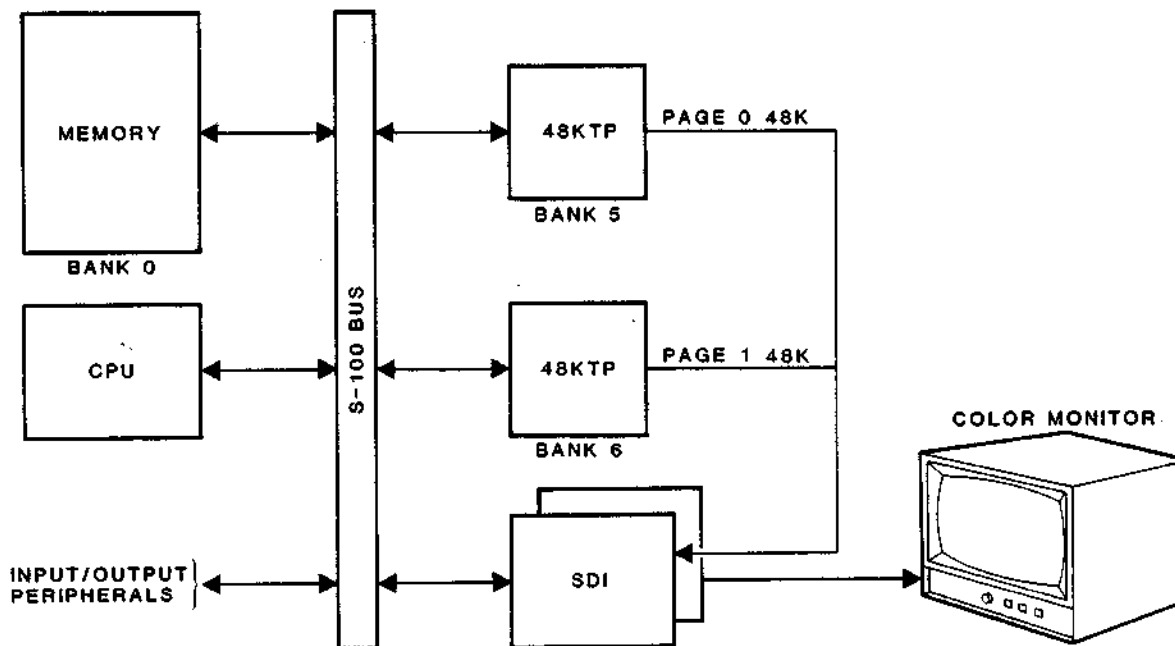 MEMORY
BANK 0
CPU
INPUT/OUTPUT
PERIPHERALS
S-100 BUS
48KTP
BANK 5
PAGE 0 48K
48KTP
BANK 6
PAGE 1 48K
SDI
COLOR MONITOR